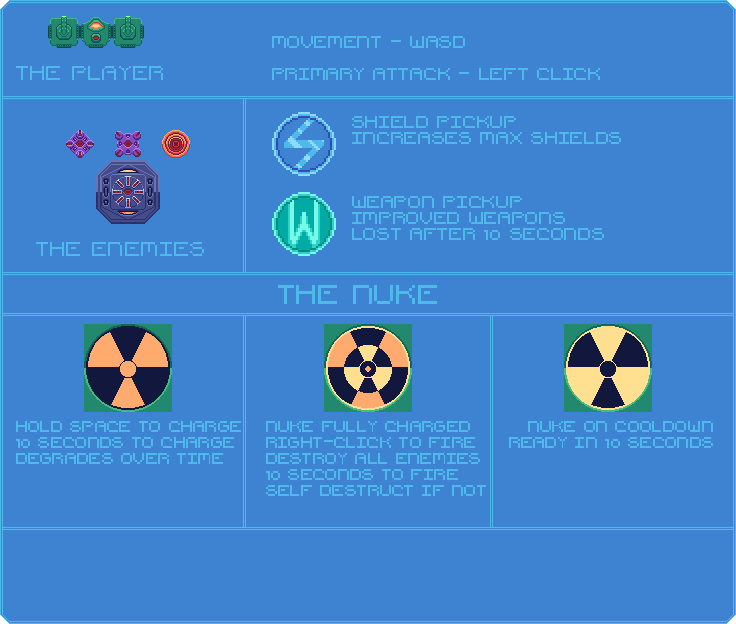 MOVEMENT - WASD
THE PLAYER
PRIMARY ATTACK - LEFT CLICK
SHIELD PICKUP
INCREASES MAX SHIELDS
W
WEAPON PICKUP
IMPROVED WEAPONS
LOST AFTER 10 SECONDS
THE ENEMIES
THE NUKE
HOLD SPACE TO CHARGE
10 SECONDS TO CHARGE
DEGRADES OVER TIME
NUKE FULLY CHARGED
RIGHT-CLICK TO FIRE
DESTROY ALL ENEMIES
10 SECONDS TO FIRE
SELF DESTRUCT IF NOT
NUKE ON COOLDOWN
READY IN 10 SECONDS